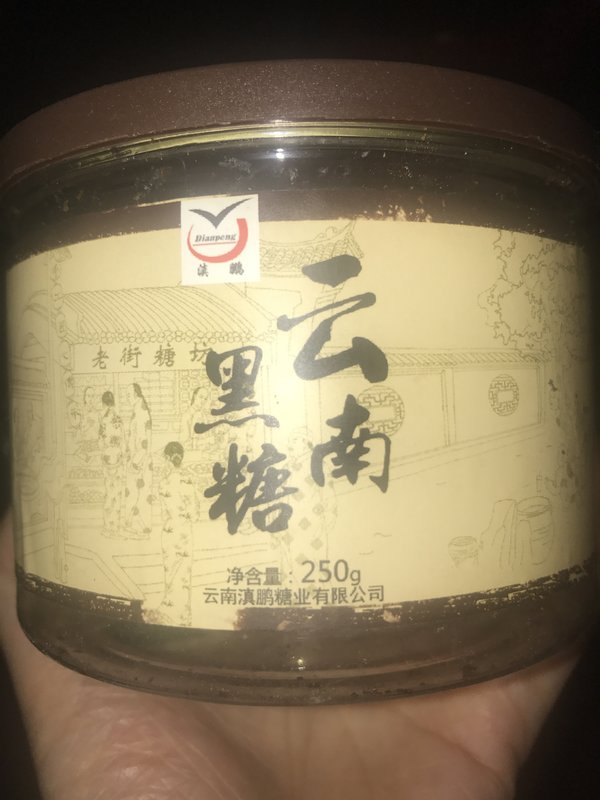 Dianpeng
滇鹏
老街糖坊
云南
黑糖
净含量：250g
云南滇鹏糖业有限公司